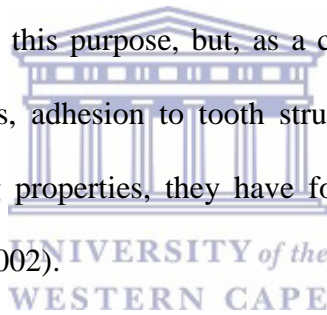 this purpose, but, as a c
s, adhesion to tooth stru
properties, they have fo
UNIVERSITY of the
002).
WESTERN CAPE